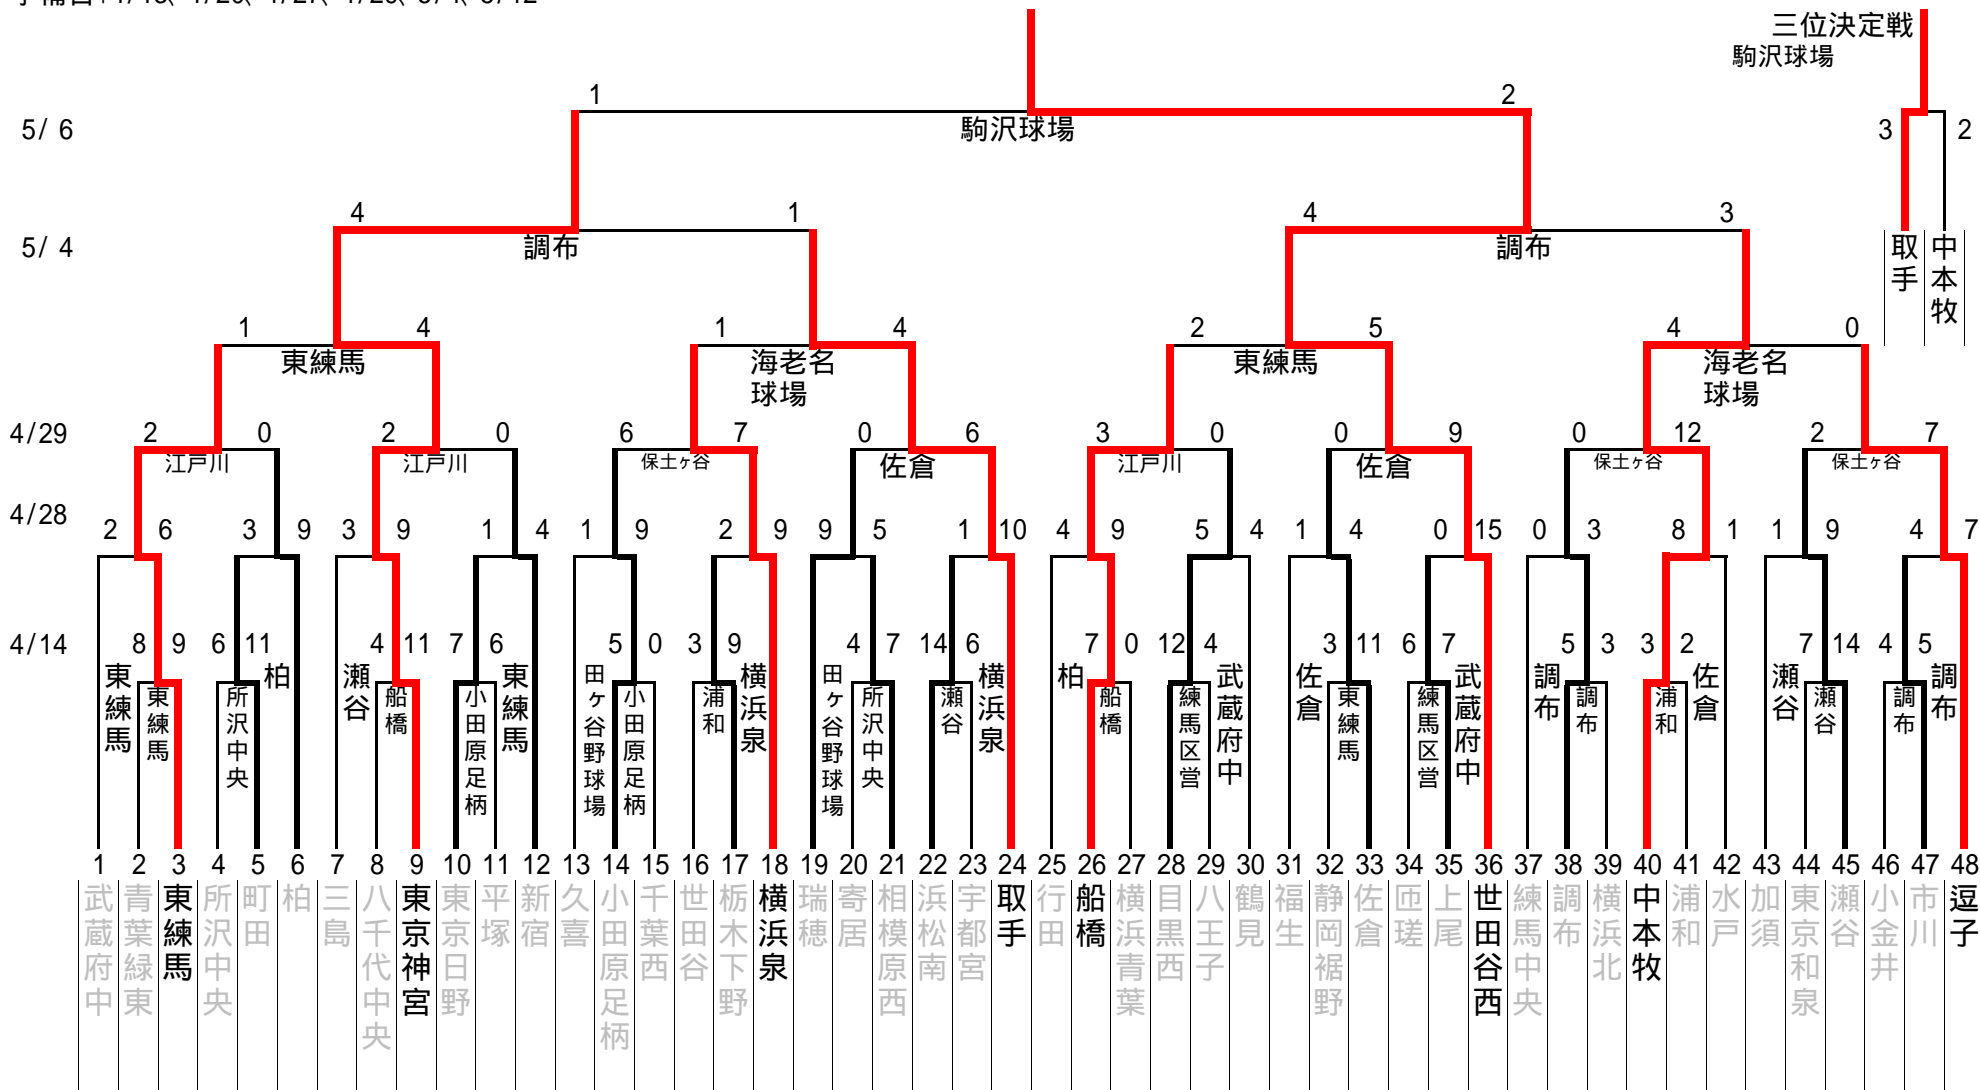 三位決定戦
駒沢球場
1 2
5/ 6 駒沢球場 3 2
4 1 4 3
5/ 4 調布 調布 取手 中本牧
1 4 1 4 2 5 4 0
東練馬 海老名球場 東練馬 海老名球場
4/29 2 0 2 0 6 7 0 6 3 0 0 9 0 12 2 7
江戸川 江戸川 保土ヶ谷 佐倉 江戸川 佐倉 保土ヶ谷 保土ヶ谷
4/28 2 6 3 9 3 9 1 4 1 9 2 9 9 5 1 10 4 9 5 4 1 4 0 15 0 3 8 1 1 9 4 7
4/14 8 9 6 11 4 11 7 6 5 0 3 9 4 7 14 6 7 0 12 4 3 11 6 7 5 3 3 2 7 14 4 5
東練馬 柏 瀬谷 東練馬 田ヶ谷野球場 横浜泉 田ヶ谷野球場 横浜泉 柏 武蔵府中 佐倉 武蔵府中 調布 佐倉 瀬谷 調布
東練馬 所沢中央 船橋 小田原足柄 小田原足柄 浦和 所沢中央 瀬谷 船橋 練馬区営 東練馬 練馬区営 調布 浦和 瀬谷 調布
1 2 3 4 5 6 7 8 9 10 11 12 13 14 15 16 17 18 19 20 21 22 23 24 25 26 27 28 29 30 31 32 33 34 35 36 37 38 39 40 41 42 43 44 45 46 47 48
武蔵府中 青葉緑東 東練馬 所沢中央 町田 柏 三島 八千代中央 東京神宮 東京日野 平塚 新宿 久喜 小田原足柄 千葉西 世田谷 栃木下野 横浜泉 瑞穂 寄居 相模原西 浜松南 宇都宮 取手 行田 船橋 横浜青葉 目黒西 八王子 鶴見 福生 静岡裾野 佐倉 匝瑳 上尾 世田谷西 練馬中央 調布 横浜北 中本牧 浦和 水戸 加須 東京和泉 瀬谷 小金井 市川 逗子